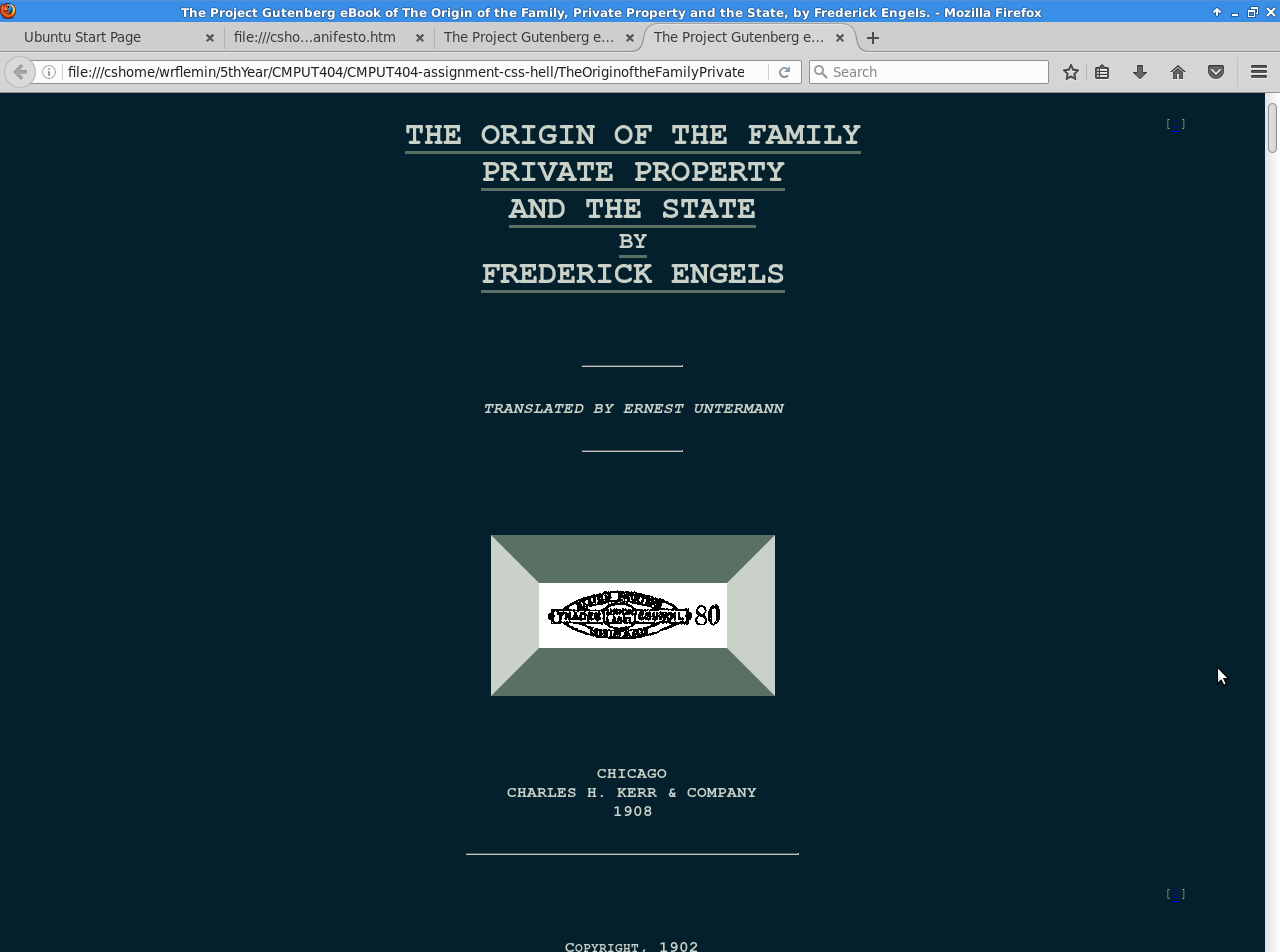 The Project Gutenberg eBook of The Origin of the Family, Private Property and the State, by Frederick Engels. - Mozilla Firefox
Ubuntu Start Page
file:///csho...anifesto.htm
The Project Gutenberg e...
The Project Gutenberg e...
file:///cshome/wrflemin/5thYear/CMPUT404/CMPUT404-assignment-css-hell/TheOriginoftheFamilyPrivate
Search
[ ]
THE ORIGIN OF THE FAMILY
PRIVATE PROPERTY
AND THE STATE
BY
FREDERICK ENGELS
TRANSLATED BY ERNEST UNTERMANN
TRADES COUNCIL 80
CHICAGO
CHARLES H. KERR & COMPANY
1908
[ ]
COPYRIGHT, 1902